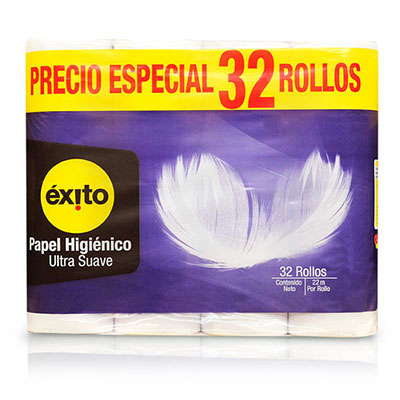 PRECIO ESPECIAL 32 ROLLOS
éxito
Papel Higiénico
Ultra Suave
32 Rollos
Contenido Neto
22 m Por Rollo